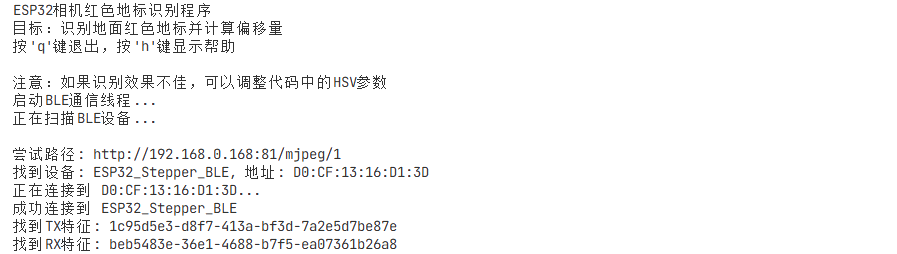 ESP32相机红色地标识别程序
目标：识别地面红色地标并计算偏移量
按'q'键退出，按'h'键显示帮助
注意：如果识别效果不佳，可以调整代码中的HSV参数
启动BLE通信线程...
正在扫描BLE设备...
尝试路径: http://192.168.0.168:81/mjpeg/1
找到设备: ESP32_Stepper_BLE, 地址: D0:CF:13:16:D1:3D
正在连接到 D0:CF:13:16:D1:3D...
成功连接到 ESP32_Stepper_BLE
找到TX特征: 1c95d5e3-d8f7-413a-bf3d-7a2e5d7be87e
找到RX特征: beb5483e-36e1-4688-b7f5-ea07361b26a8